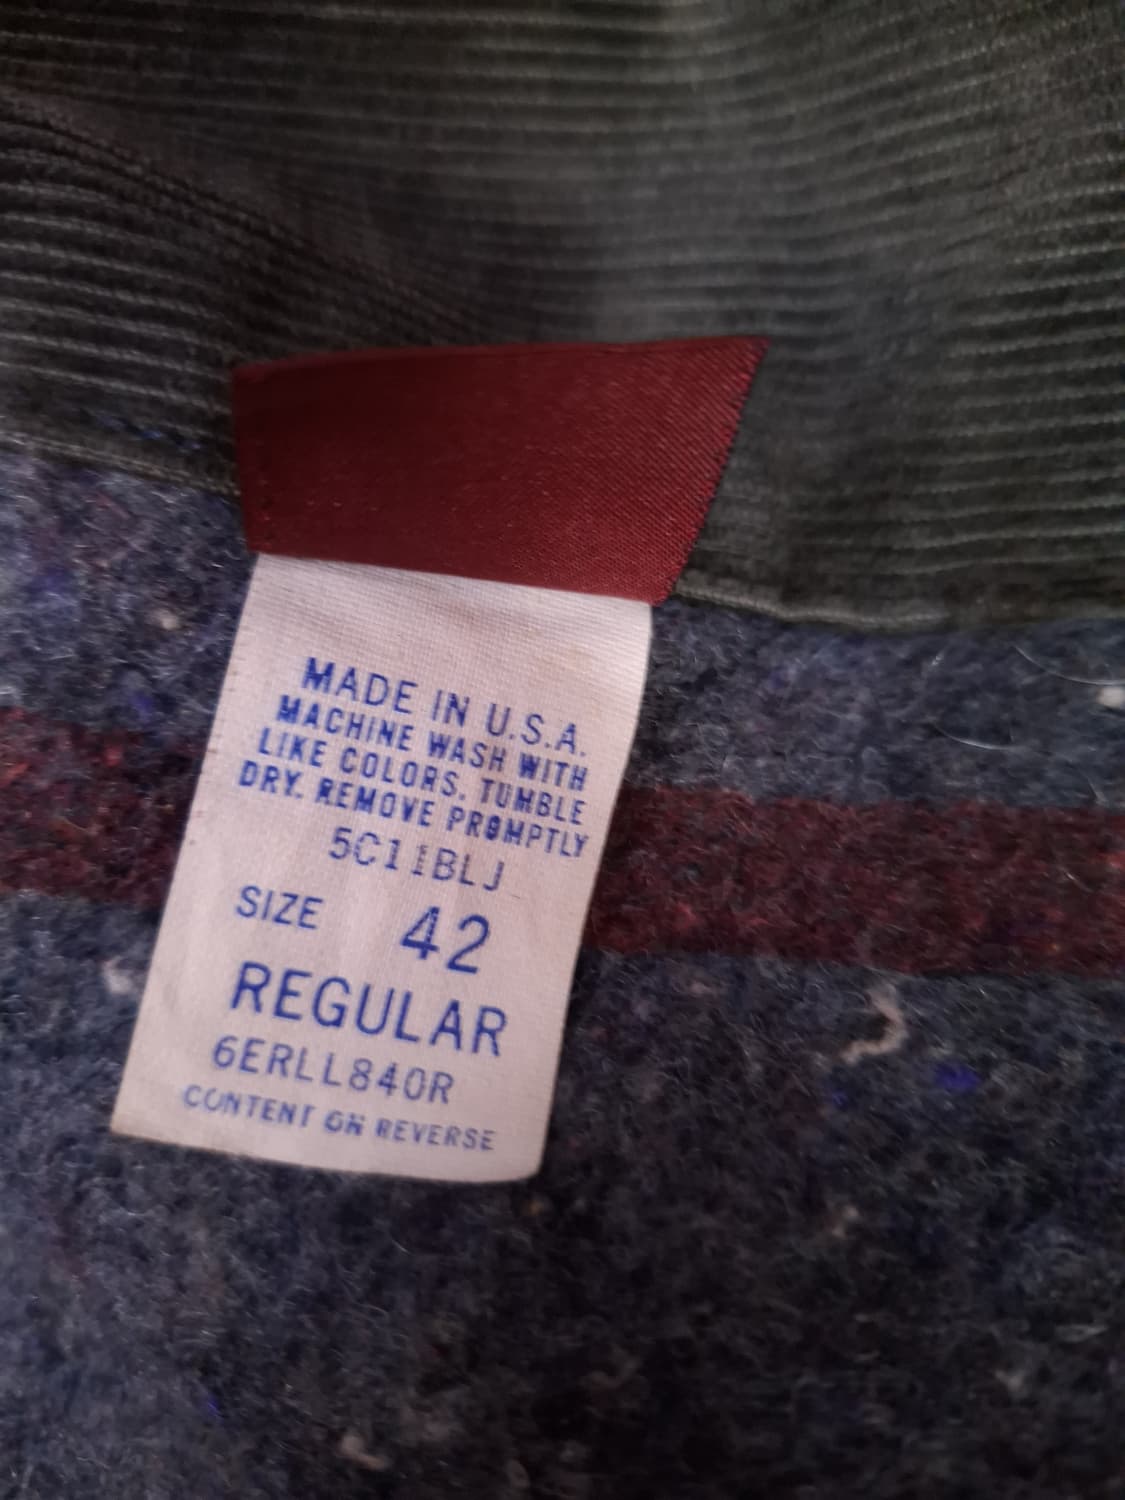 MADE IN U.S.A.
MACHINE WASH WITH
LIKE COLORS. TUMBLE
DRY. REMOVE PROMPTLY
5C11BLJ
SIZE 42
REGULAR
6ERLL840R
CONTENT ON REVERSE